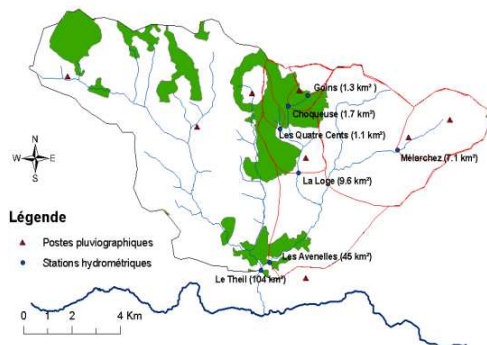 Goins (1.3 km²)
Choqueuse (1.7 km²)
Les Quatre Cents (1.1 km²)
Mélarchez (7.1 km²)
La Loge (9.6 km²)
N
W E
S
Légende
Postes pluviographiques
Stations hydrométriques
Les Avenelles (45 km²)
Le Theil (104 km²)
0 2 4 Km